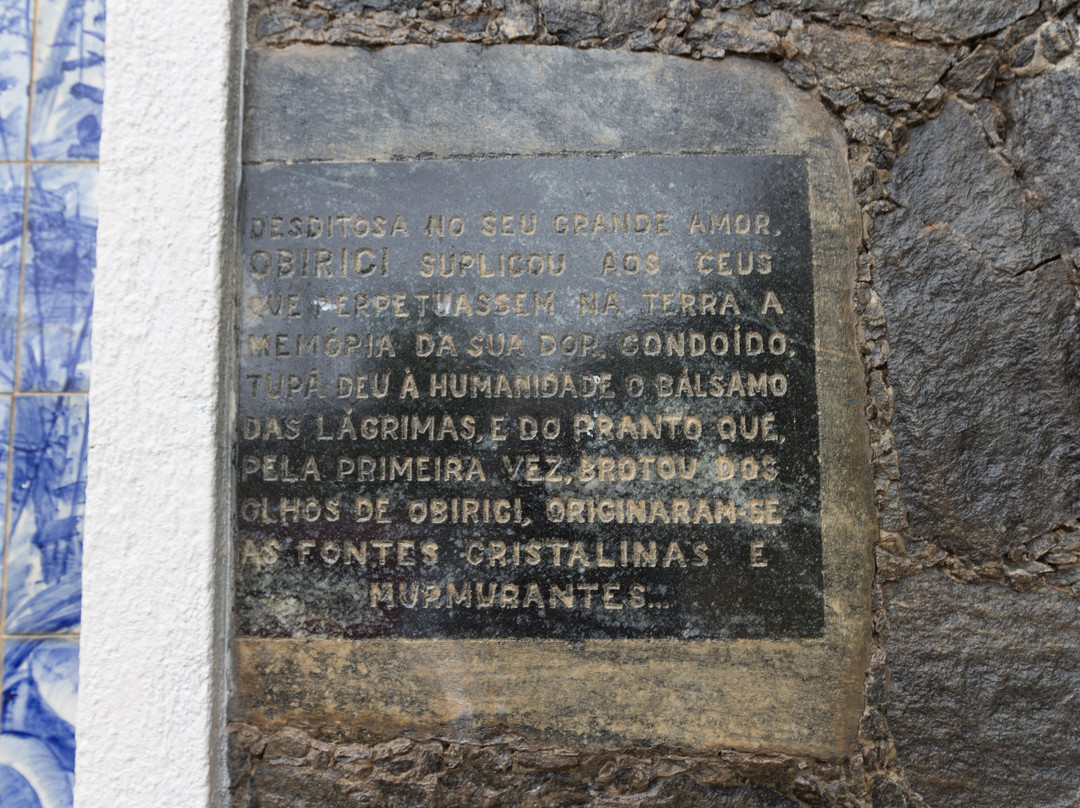 DESDITOSA NO SEU GRANDE AMOR,
OBIRICI SUPLICOU AOS CEUS
QUE PERPETUASSEM NA TERRA A
MEMÓRIA DA SUA DOR. CONDOÍDO,
TUPÁ DEU À HUMANIDADE O BÁLSAMO
DAS LÁGRIMAS, E DO PRANTO QUE,
PELA PRIMEIRA VEZ, BROTOU DOS
OLHOS DE OBIRICI, ORIGINARAM-SE
AS FONTES CRISTALINAS E
MURMURANTES...